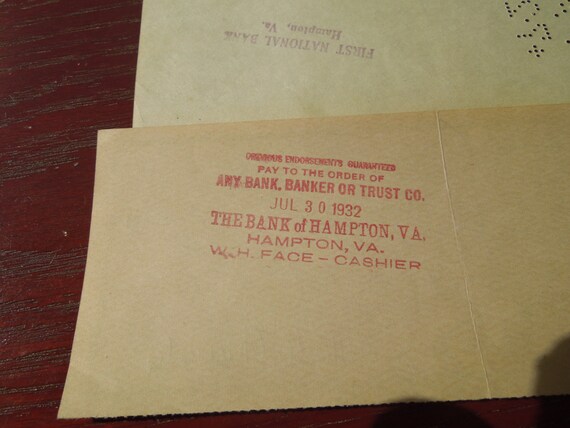 FIRST NATIONAL BANK
Hampton, Va.
ENDORSEMENTS GUARANTEED
PAY TO THE ORDER OF
ANY BANK, BANKER OR TRUST CO.
JUL 30 1932
THE BANK of HAMPTON, VA.
HAMPTON, VA.
W.H. FACE - CASHIER